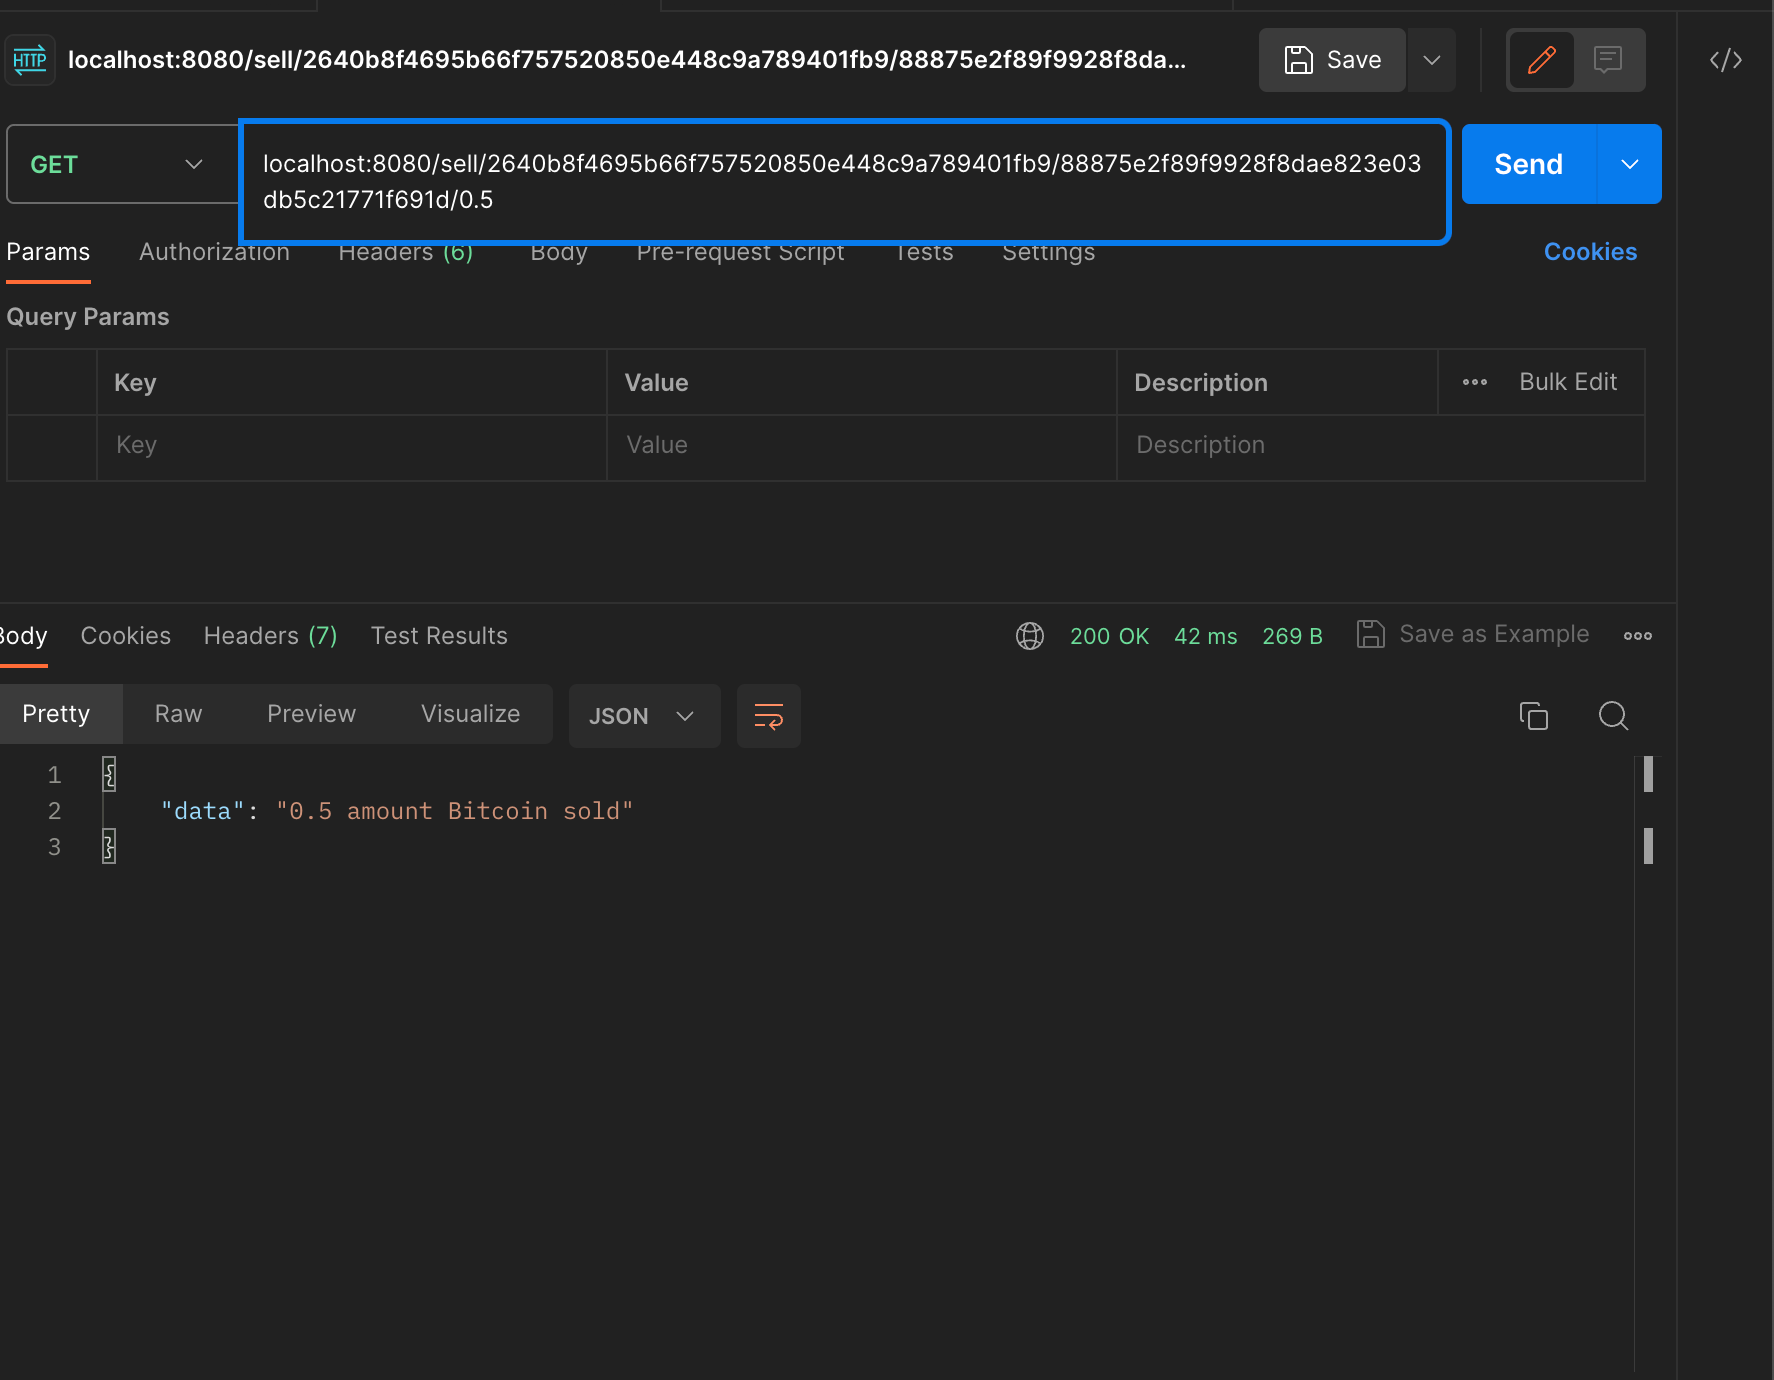 HTTP localhost:8080/sell/2640b8f4695b66f757520850e448c9a789401fb9/88875e2f89f9928f8da... Save </>
GET localhost:8080/sell/2640b8f4695b66f757520850e448c9a789401fb9/88875e2f89f9928f8dae823e03 Send
db5c21771f691d/0.5
Params Authorization Headers (6) Body Pre-request Script Tests Settings Cookies
Query Params
Key Value Description Bulk Edit
Key Value Description
Body Cookies Headers (7) Test Results 200 OK 42 ms 269 B Save as Example
Pretty Raw Preview Visualize JSON
1 {
2 "data": "0.5 amount Bitcoin sold"
3 }